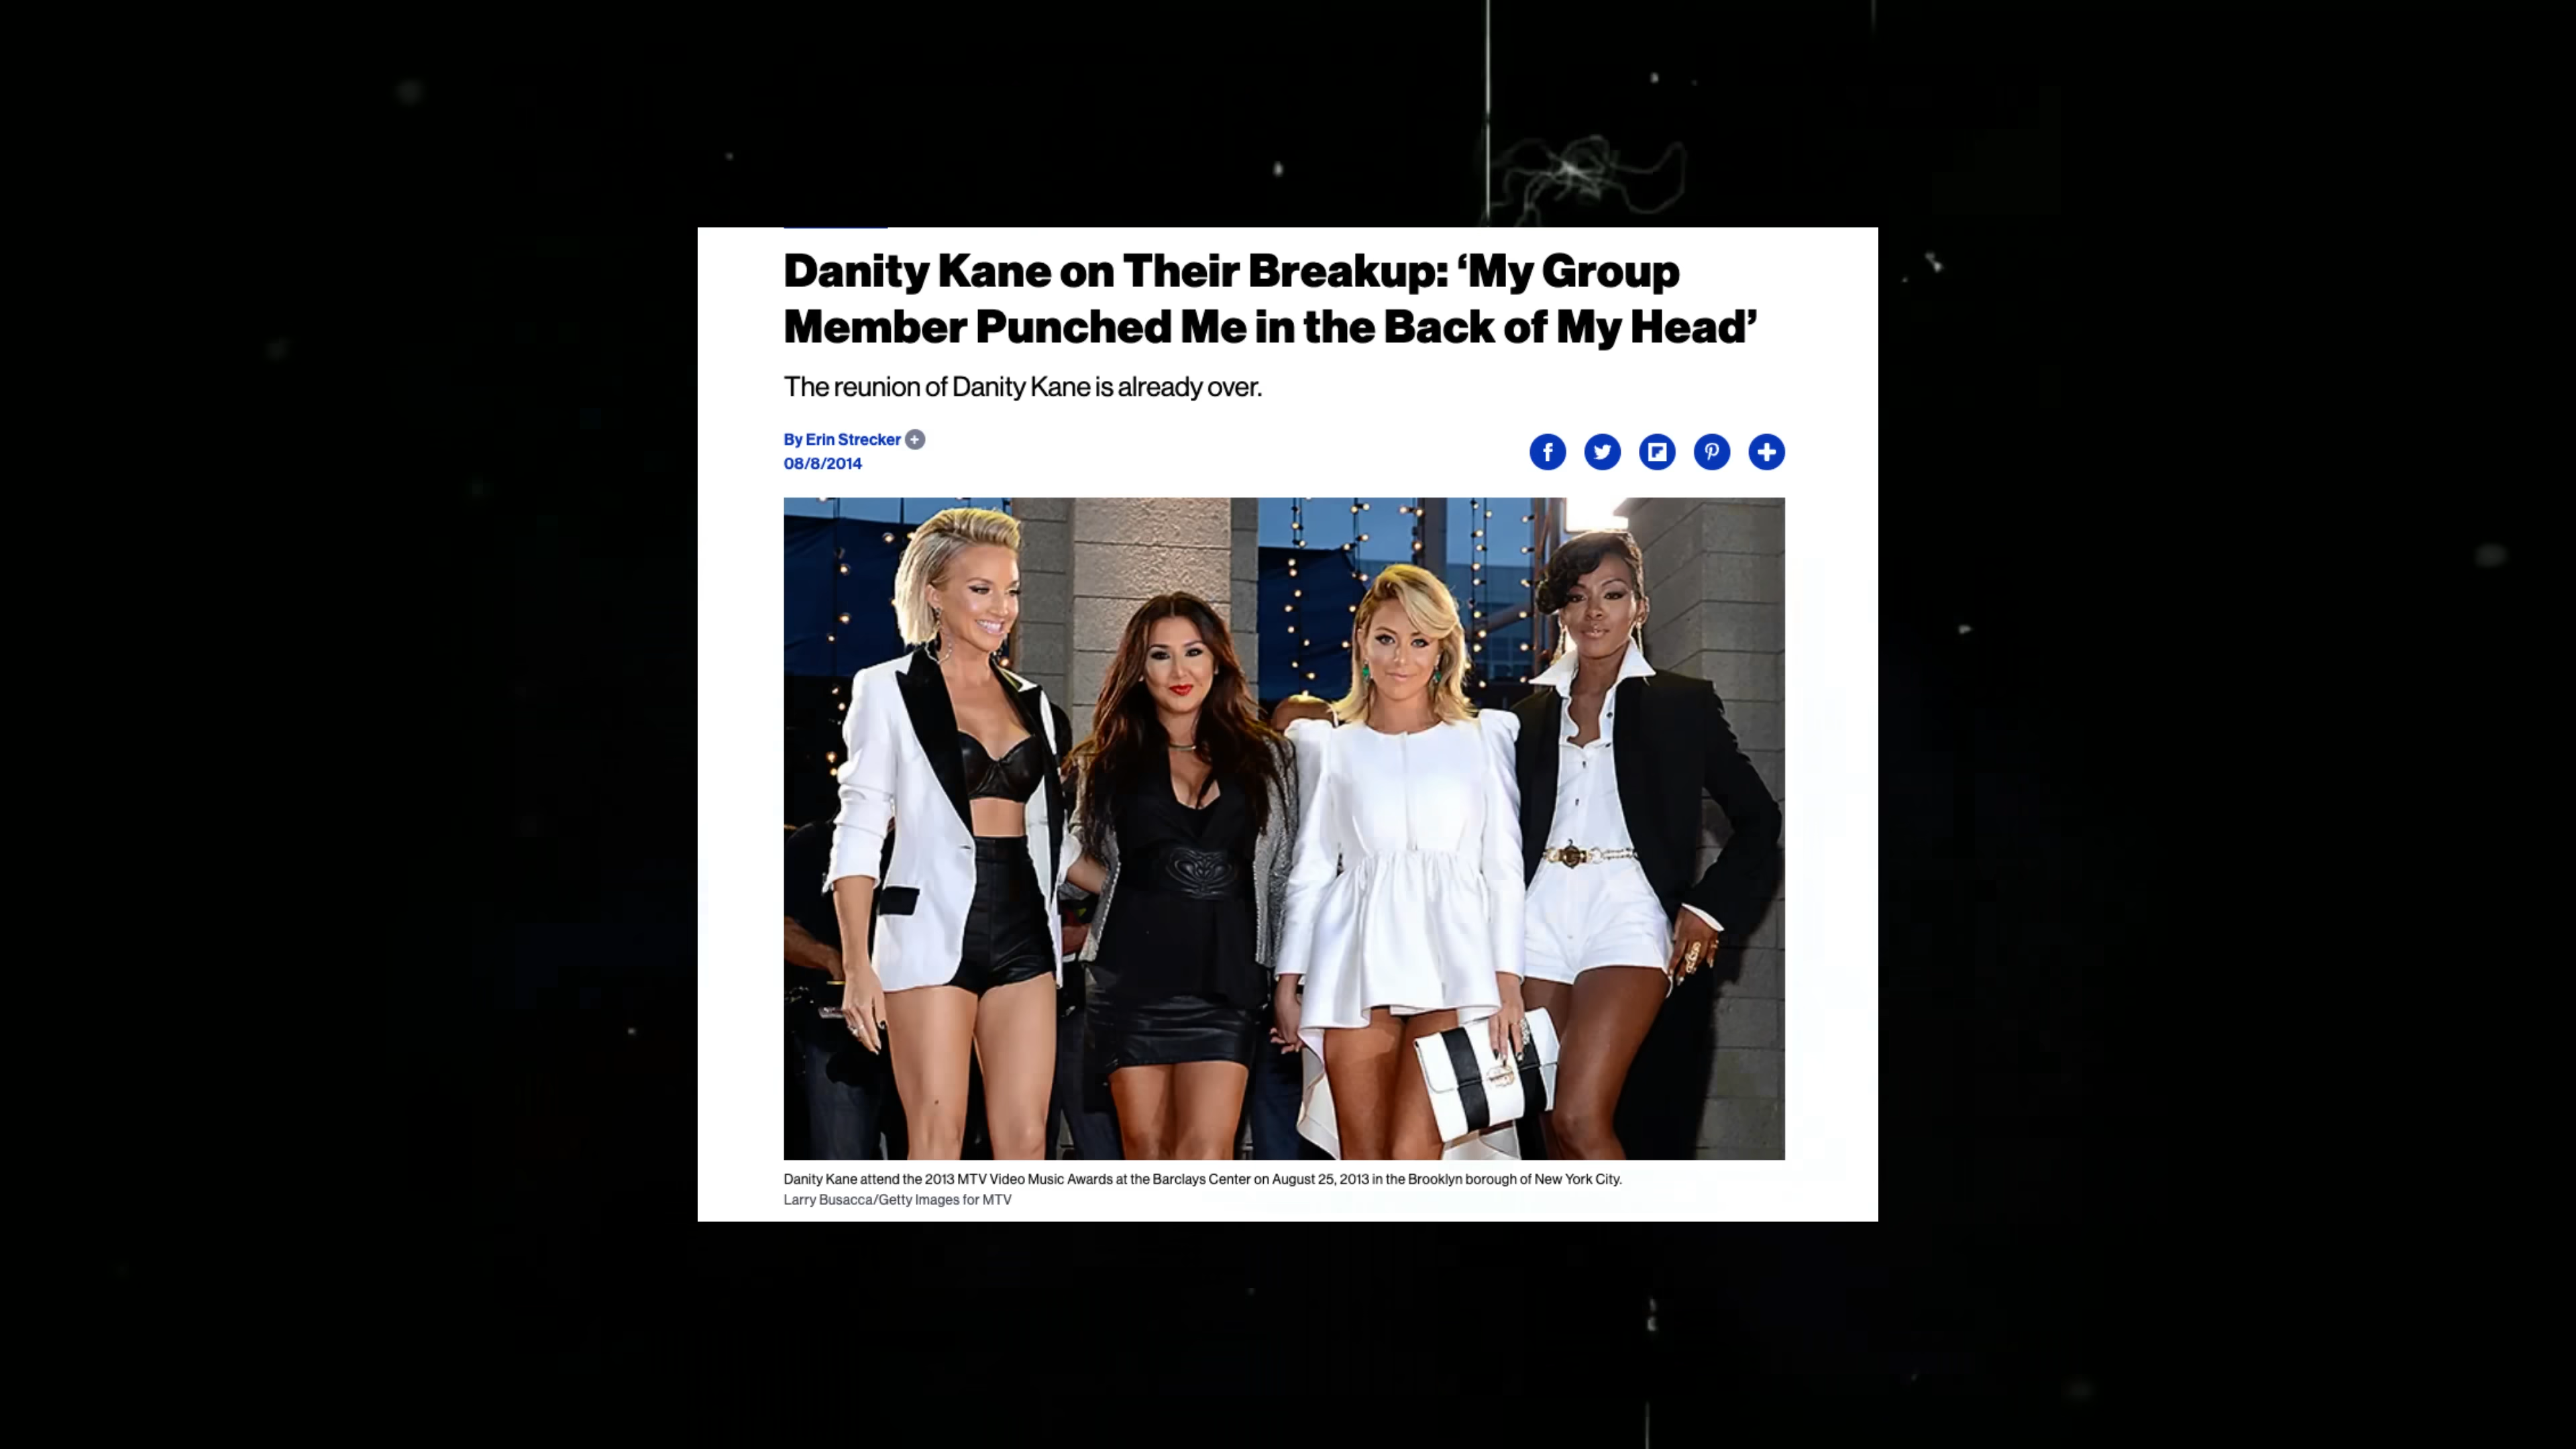 Danity Kane on Their Breakup: ‘My Group
Member Punched Me in the Back of My Head’
The reunion of Danity Kane is already over.
By Erin Strecker
08/8/2014
Danity Kane attend the 2013 MTV Video Music Awards at the Barclays Center on August 25, 2013 in the Brooklyn borough of New York City.
Larry Busacca/Getty Images for MTV